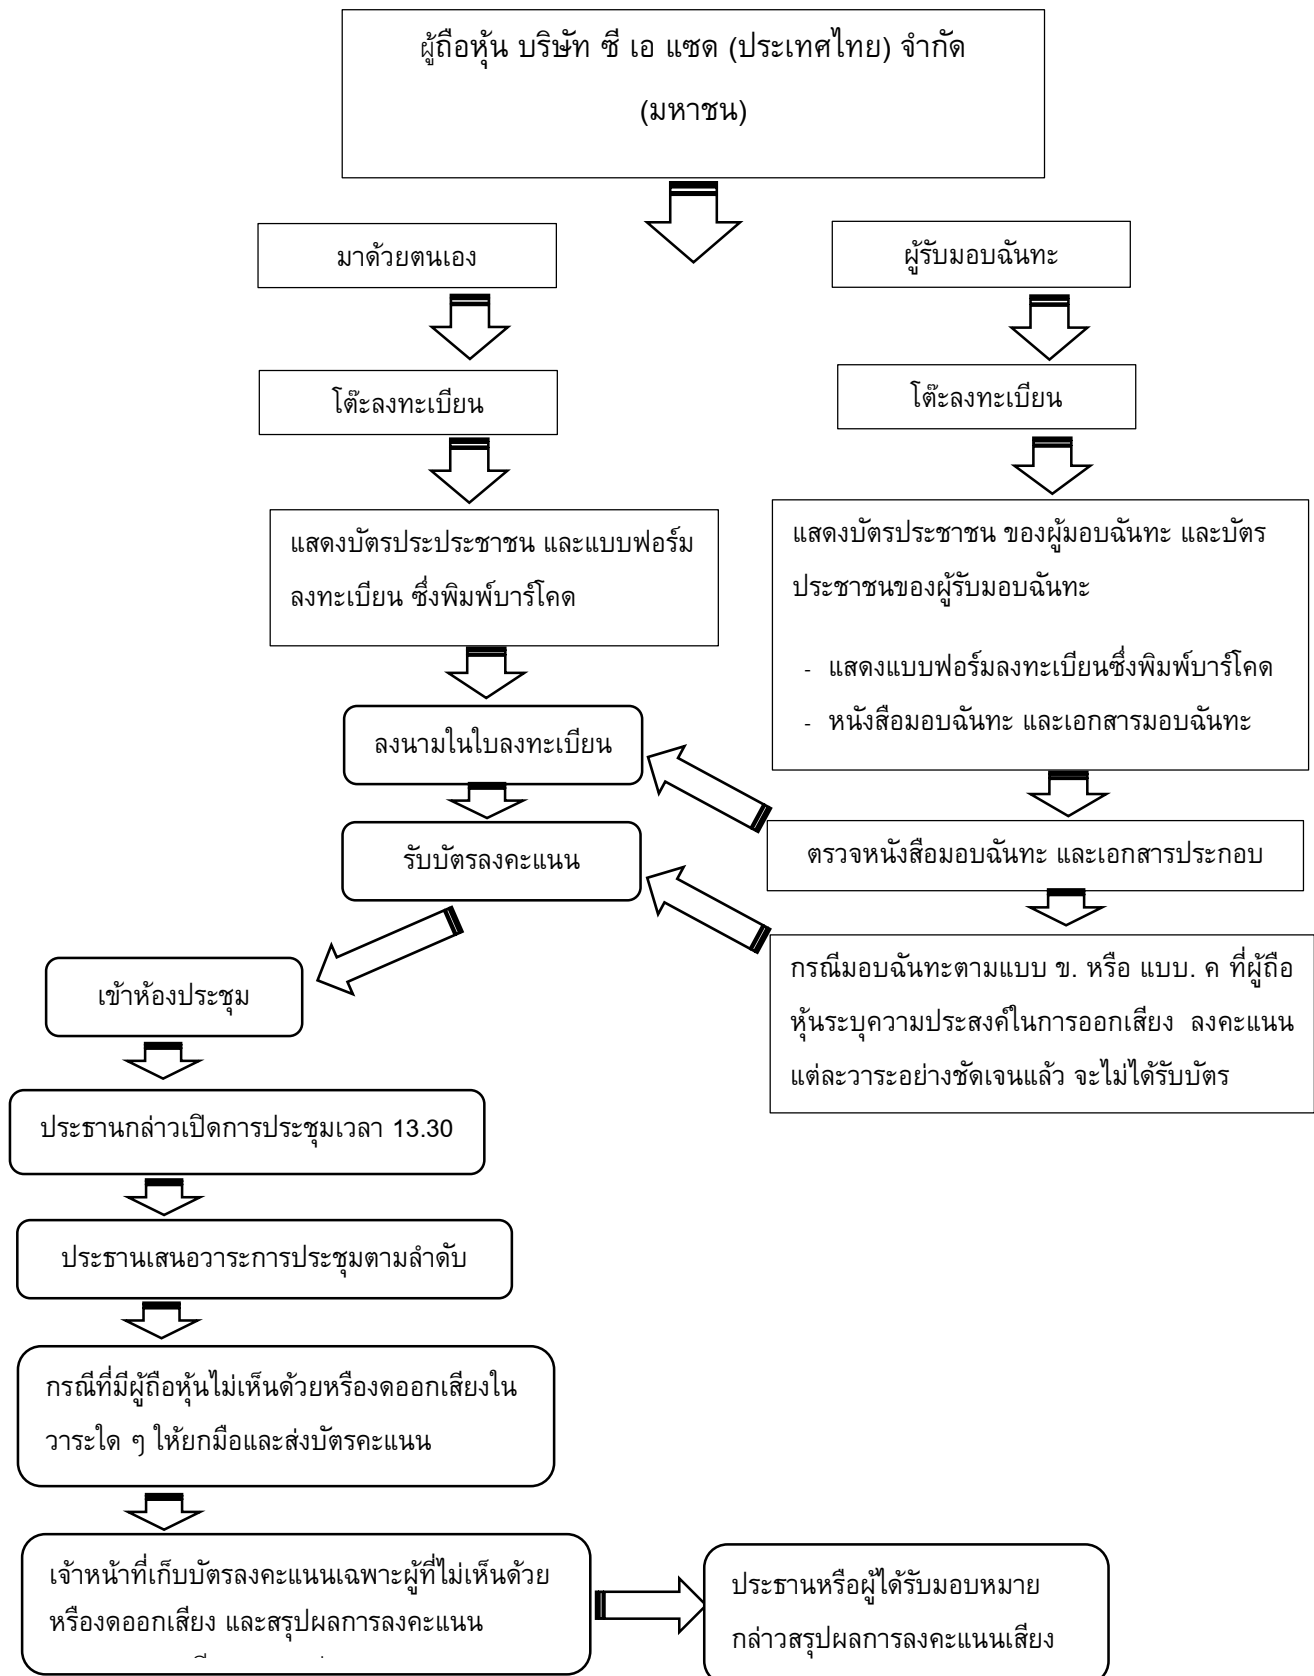 ผู้ถือหุ้น บริษัท ซี เอ แซด (ประเทศไทย) จำกัด
(มหาชน)
มาด้วยตนเอง
ผู้รับมอบฉันทะ
โต๊ะลงทะเบียน
โต๊ะลงทะเบียน
แสดงบัตรประประชาชน และแบบฟอร์ม
ลงทะเบียน ซึ่งพิมพ์บาร์โคด
แสดงบัตรประชาชน ของผู้มอบฉันทะ และบัตร
ประชาชนของผู้รับมอบฉันทะ
- แสดงแบบฟอร์มลงทะเบียนซึ่งพิมพ์บาร์โคด
- หนังสือมอบฉันทะ และเอกสารมอบฉันทะ
ลงนามในใบลงทะเบียน
รับบัตรลงคะแนน
ตรวจหนังสือมอบฉันทะ และเอกสารประกอบ
กรณีมอบฉันทะตามแบบ ข. หรือ แบบ. ค ที่ผู้ถือ
หุ้นระบุความประสงค์ในการออกเสียง ลงคะแนน
แต่ละวาระอย่างชัดเจนแล้ว จะไม่ได้รับบัตร
เข้าห้องประชุม
ประธานกล่าวเปิดการประชุมเวลา 13.30
ประธานเสนอวาระการประชุมตามลำดับ
กรณีที่มีผู้ถือหุ้นไม่เห็นด้วยหรืองดออกเสียงใน
วาระใด ๆ ให้ยกมือและส่งบัตรคะแนน
เจ้าหน้าที่เก็บบัตรลงคะแนนเฉพาะผู้ที่ไม่เห็นด้วย
หรืองดออกเสียง และสรุปผลการลงคะแนน
ประธานหรือผู้ได้รับมอบหมาย
กล่าวสรุปผลการลงคะแนนเสียง